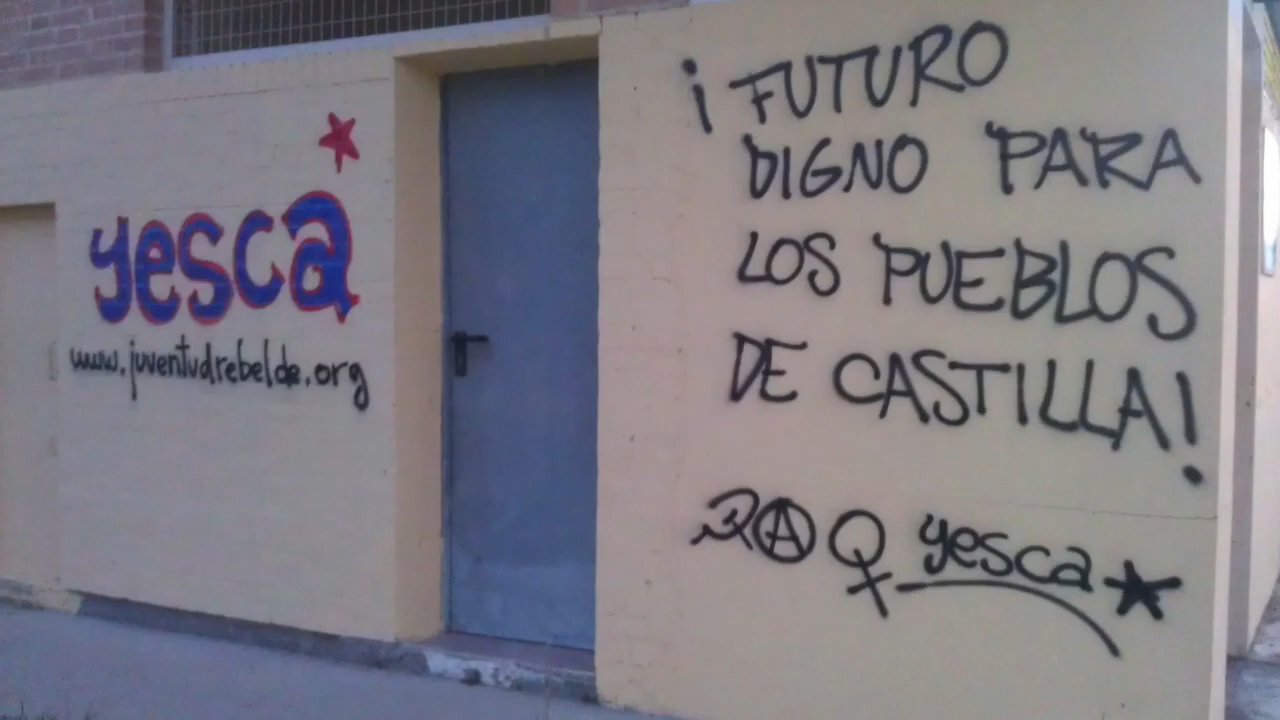 yesca
www.juventudrebelde.org
¡FUTURO
DIGNO PARA
LOS PUEBLOS
DE CASTILLA!
yesca